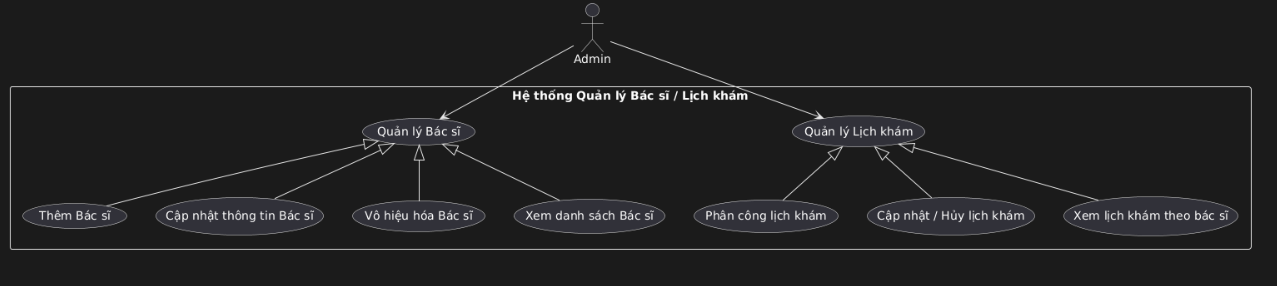 Admin
Hệ thống Quản lý Bác sĩ / Lịch khám
Quản lý Bác sĩ
Quản lý Lịch khám
Thêm Bác sĩ
Cập nhật thông tin Bác sĩ
Vô hiệu hóa Bác sĩ
Xem danh sách Bác sĩ
Phân công lịch khám
Cập nhật / Hủy lịch khám
Xem lịch khám theo bác sĩ